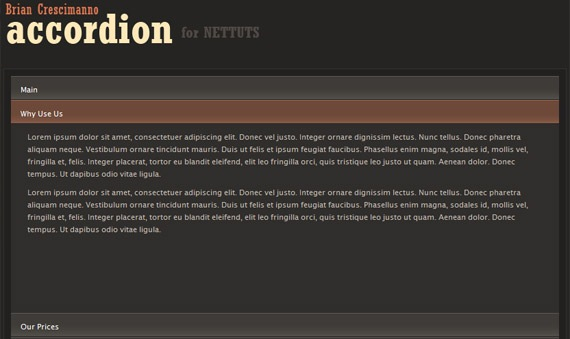 Brian Crescimanno
accordion for NETTUTS
Main
Why Use Us
Lorem ipsum dolor sit amet, consectetuer adipiscing elit. Donec vel justo. Integer ornare dignissim lectus. Nunc tellus. Donec pharetra
aliquam neque. Vestibulum ornare tincidunt mauris. Duis ut felis et ipsum feugiat faucibus. Phasellus enim magna, sodales id, mollis vel,
fringilla et, felis. Integer placerat, tortor eu blandit eleifend, elit leo fringilla orci, quis tristique leo justo ut quam. Aenean dolor. Donec
tempus. Ut dapibus odio vitae ligula.
Lorem ipsum dolor sit amet, consectetuer adipiscing elit. Donec vel justo. Integer ornare dignissim lectus. Nunc tellus. Donec pharetra
aliquam neque. Vestibulum ornare tincidunt mauris. Duis ut felis et ipsum feugiat faucibus. Phasellus enim magna, sodales id, mollis vel,
fringilla et, felis. Integer placerat, tortor eu blandit eleifend, elit leo fringilla orci, quis tristique leo justo ut quam. Aenean dolor. Donec
tempus. Ut dapibus odio vitae ligula.
Our Prices